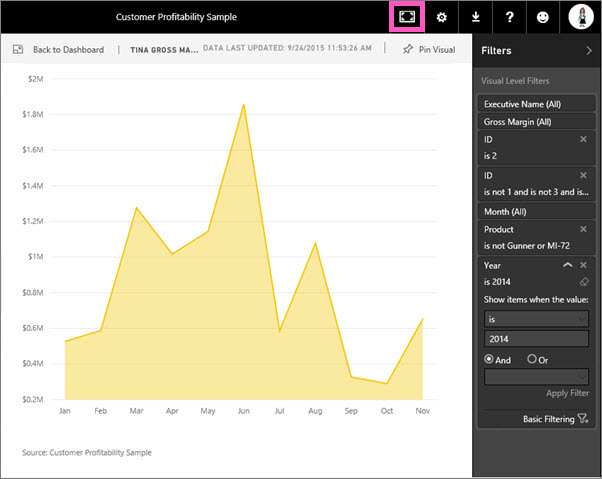 Customer Profitability Sample
?
Back to Dashboard
TINA GROSS MA...
DATA LAST UPDATED: 9/24/2015 11:53:26 AM
Pin Visual
Filters
$2M
$1.8M
$1.6M
$1.4M
$1.2M
$1M
$0.8M
$0.6M
$0.4M
$0.2M
Jan Feb Mar Apr May Jun Jul Aug Sep Oct Nov
Source: Customer Profitability Sample
Visual Level Filters
Executive Name (All)
Gross Margin (All)
ID
is 2
ID
is not 1 and is not 3 and is...
Month (All)
Product
is not Gunner or MI-72
Year
is 2014
Show items when the value:
is
2014
And Or
Apply Filter
Basic Filtering